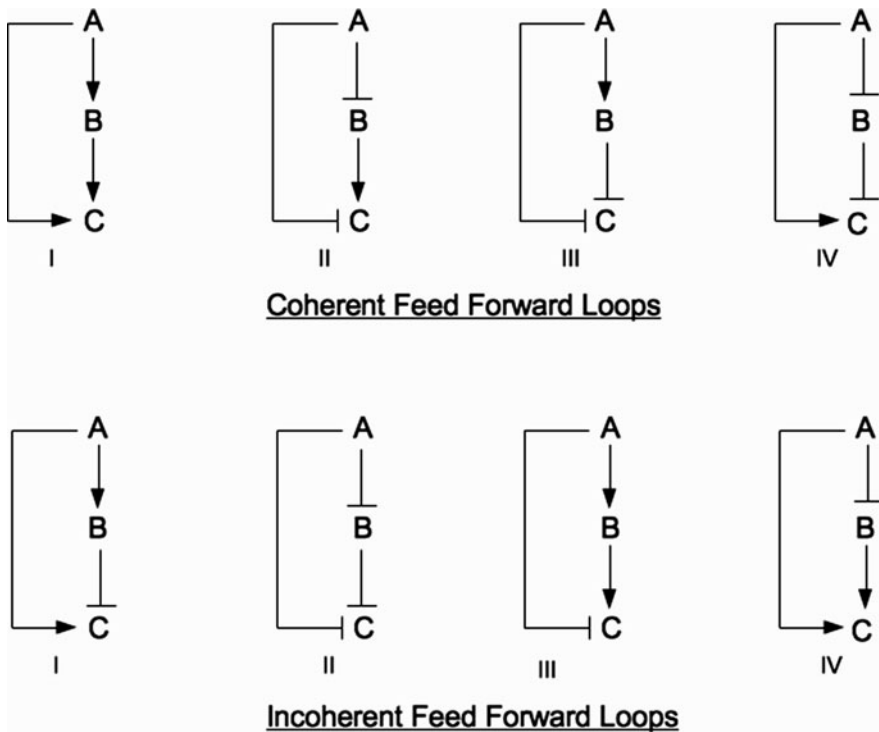 A A A A
B B B B
C C C C
I II III IV
Coherent Feed Forward Loops
A A A A
B B B B
C C C C
I II III IV
Incoherent Feed Forward Loops